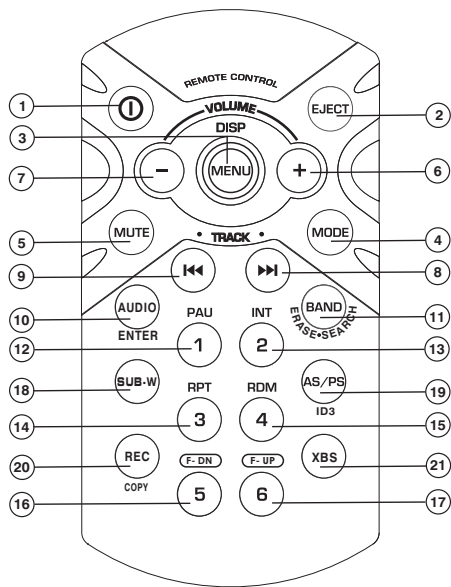 REMOTE CONTROL
1
VOLUME
EJECT
2
DISP
3
MENU
-
+
7
6
5
MUTE
MODE
4
• TRACK •
9
8
10
AUDIO
ENTER
PAU
INT
BAND
ERASE•SEARCH
11
12
1
2
13
18
SUB-W
AS/PS
ID3
19
RPT
RDM
14
3
4
15
20
REC
COPY
F- DN
F- UP
XBS
21
16
5
6
17